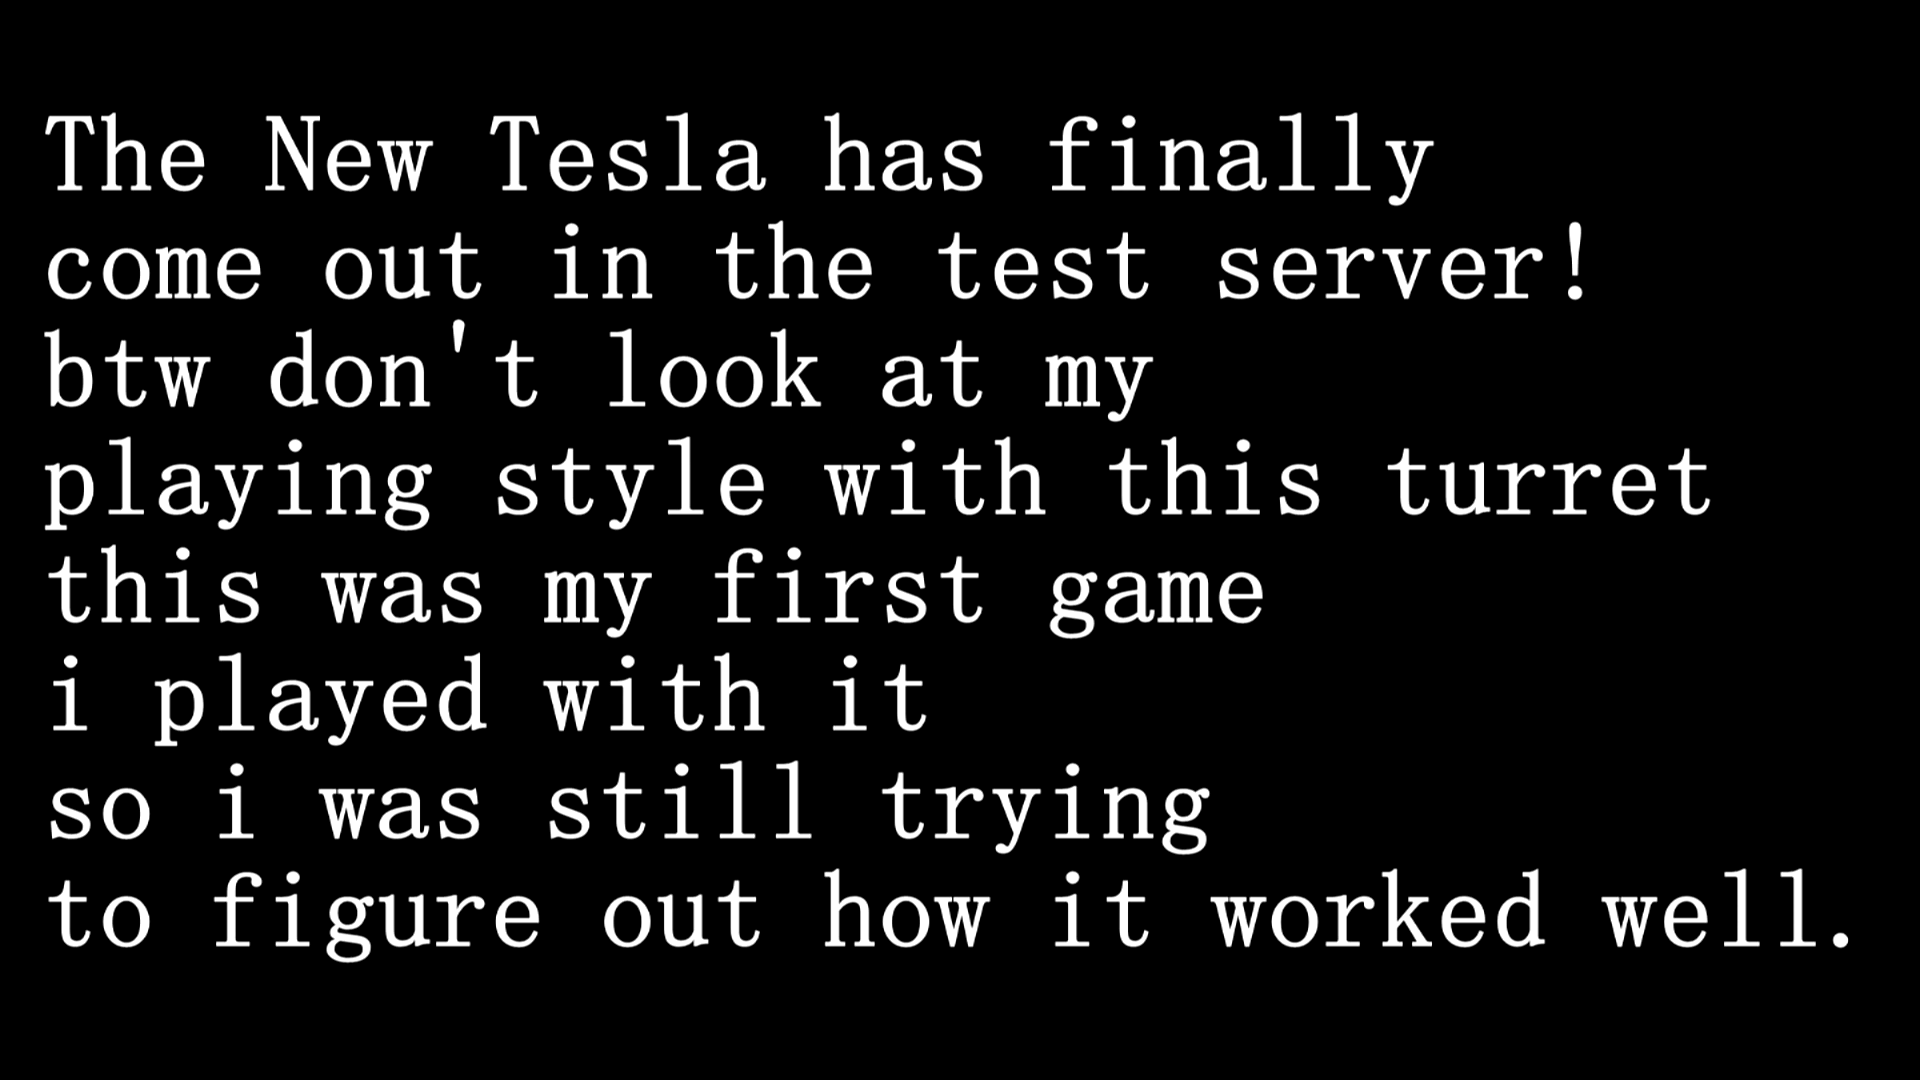 The New Tesla has finally
come out in the test server!
btw don't look at my
playing style with this turret
this was my first game
i played with it
so i was still trying
to figure out how it worked well.